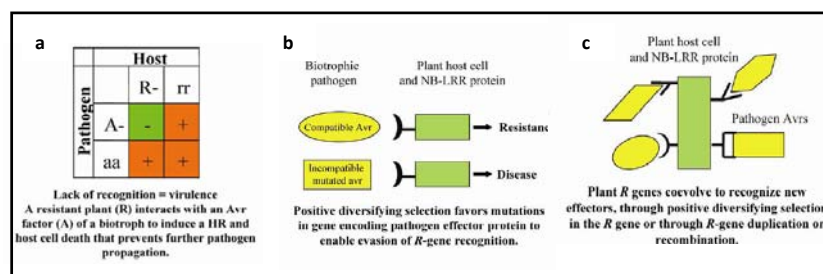 a
Host
R- rr
Pathogen
A- - +
aa + +
Lack of recognition = virulence
A resistant plant (R) interacts with an Avr
factor (A) of a biotroph to induce a HR and
host cell death that prevents further pathogen
propagation.
b
Biotrophic
pathogen
Plant host cell
and NB-LRR protein
Compatible Avr
Resistanc
Incompatible
mutated avr
Disease
Positive diversifying selection favors mutations
in gene encoding pathogen effector protein to
enable evasion of R-gene recognition.
c
Plant host cell
and NB-LRR protein
Pathogen Avrs
Plant R genes coevolve to recognize new
effectors, through positive diversifying selection
in the R gene or through R-gene duplication or
recombination.